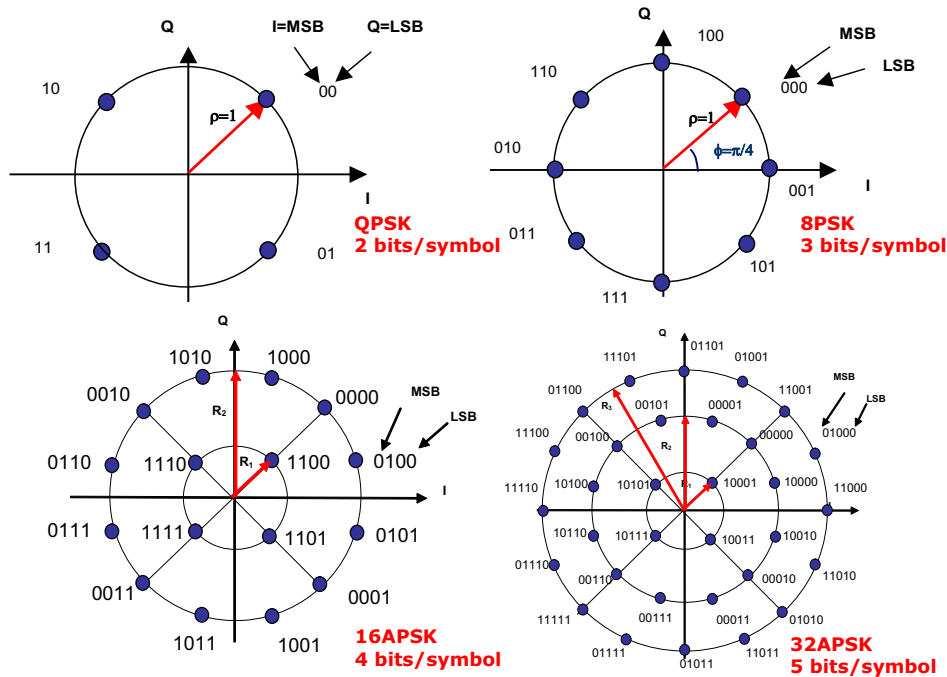 Q
I=MSB Q=LSB
10
00
ρ=1
I
11
01
QPSK
2 bits/symbol
Q
100
MSB
LSB
110
000
ρ=1
ϕ=π/4
010
001
I
011
101
111
8PSK
3 bits/symbol
Q
1010 1000
0010 0000
MSB
LSB
R2
R1
0110 1110 1100 0100
I
0111 1111 1101 0101
0011 0001
1011 1001
16APSK
4 bits/symbol
Q
01101
11101 01001
01100 11001
MSB
LSB
R3
00101 00001
01000
11100 00100 00000
R2
R1
11110 10100 10101 10001 10000 11000
I
10110 10111 10011 10010
01110 00110 00010 11010
11111 00111 00011 01010
01111 01011 11011
32APSK
5 bits/symbol